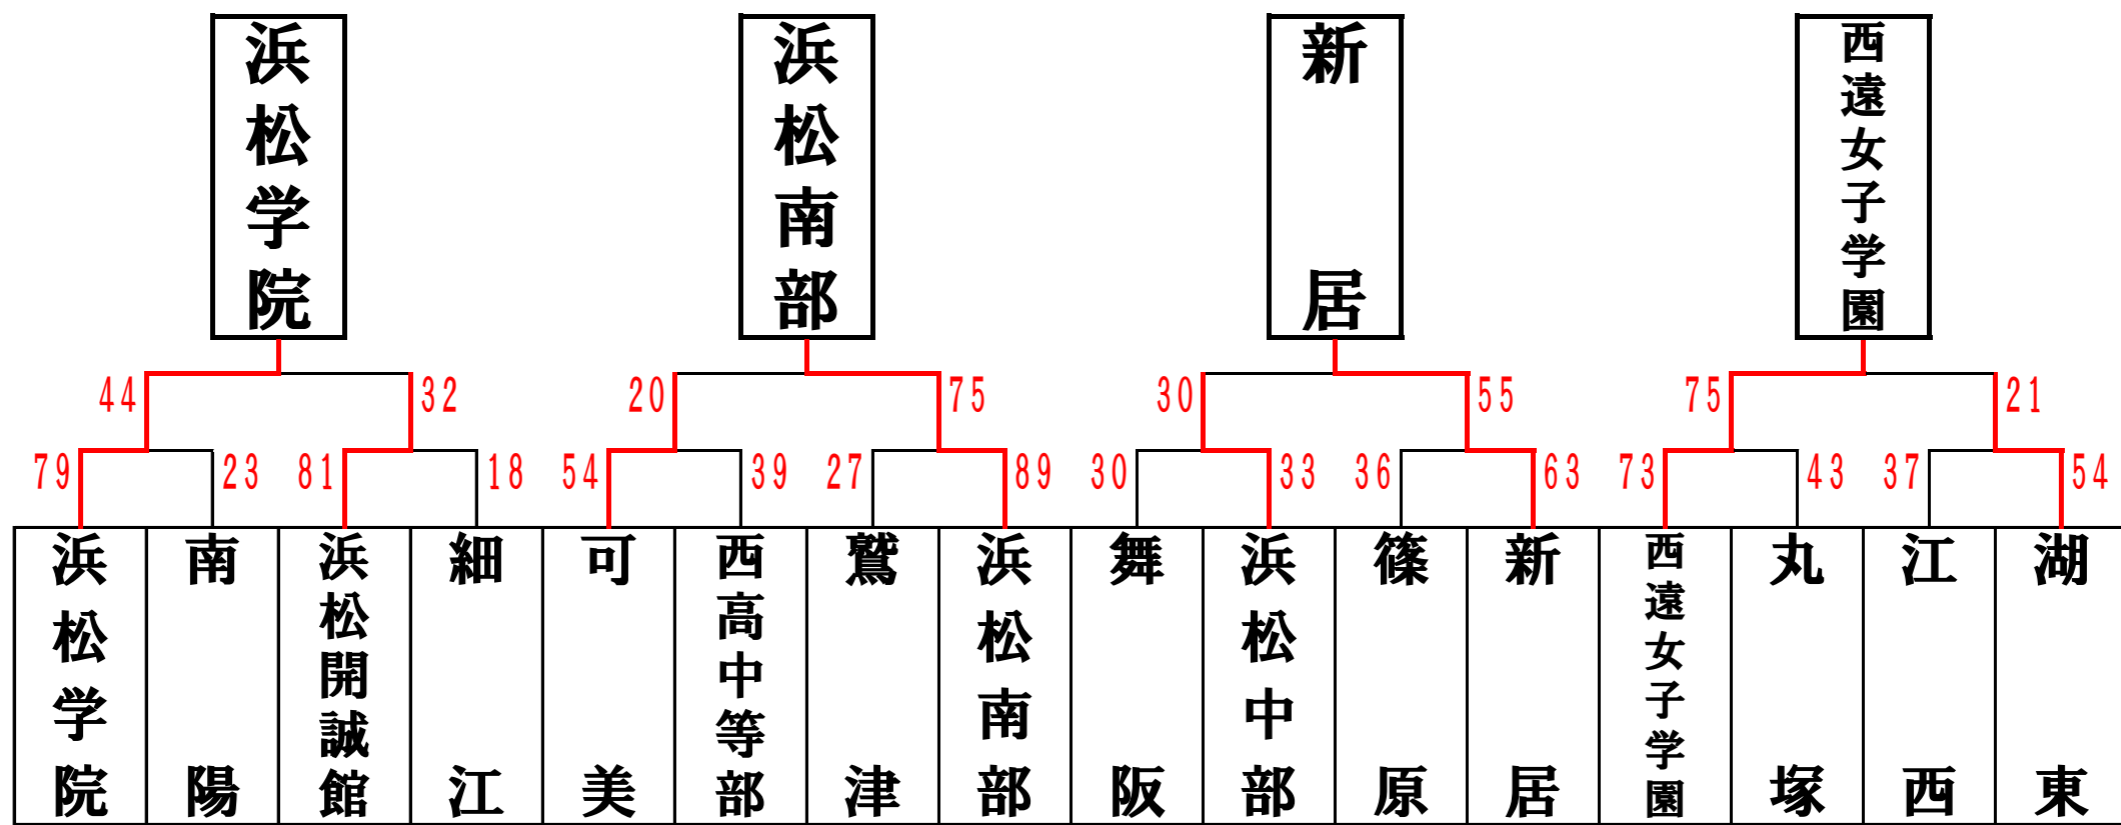 浜松学院
浜松南部
新居
西遠女子学園
44 32 20 75 30 55 75 21
79 23 81 18 54 39 27 89 30 33 36 63 73 43 37 54
浜松学院
南陽
浜松開誠館
細江
可美
西高中等部
鷲津
浜松南部
舞阪
浜松中部
篠原
新居
西遠女子学園
丸塚
江西
湖東